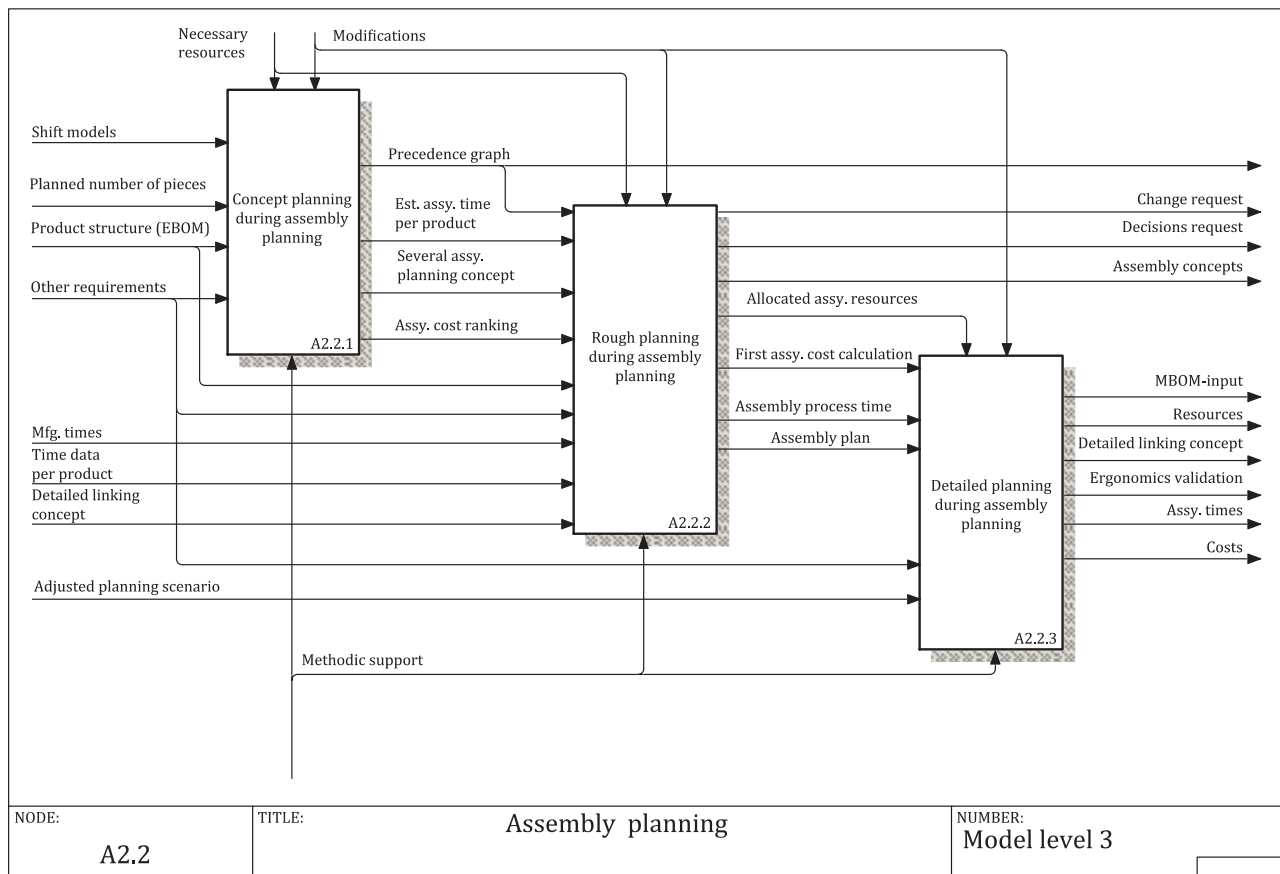 Necessary
resources
Modifications
Shift models
Planned number of pieces
Product structure (EBOM)
Other requirements
Concept planning
during assembly
planning
A2.2.1
Precedence graph
Est. assy. time
per product
Several assy.
planning concept
Assy. cost ranking
Change request
Decisions request
Assembly concepts
Allocated assy. resources
Rough planning
during assembly
planning
A2.2.2
First assy. cost calculation
Assembly process time
Assembly plan
Mfg. times
Time data
per product
Detailed linking
concept
Adjusted planning scenario
MBOM-input
Resources
Detailed linking concept
Ergonomics validation
Assy. times
Costs
Detailed planning
during assembly
planning
A2.2.3
Methodic support
NODE:
A2.2
TITLE:
Assembly planning
NUMBER:
Model level 3